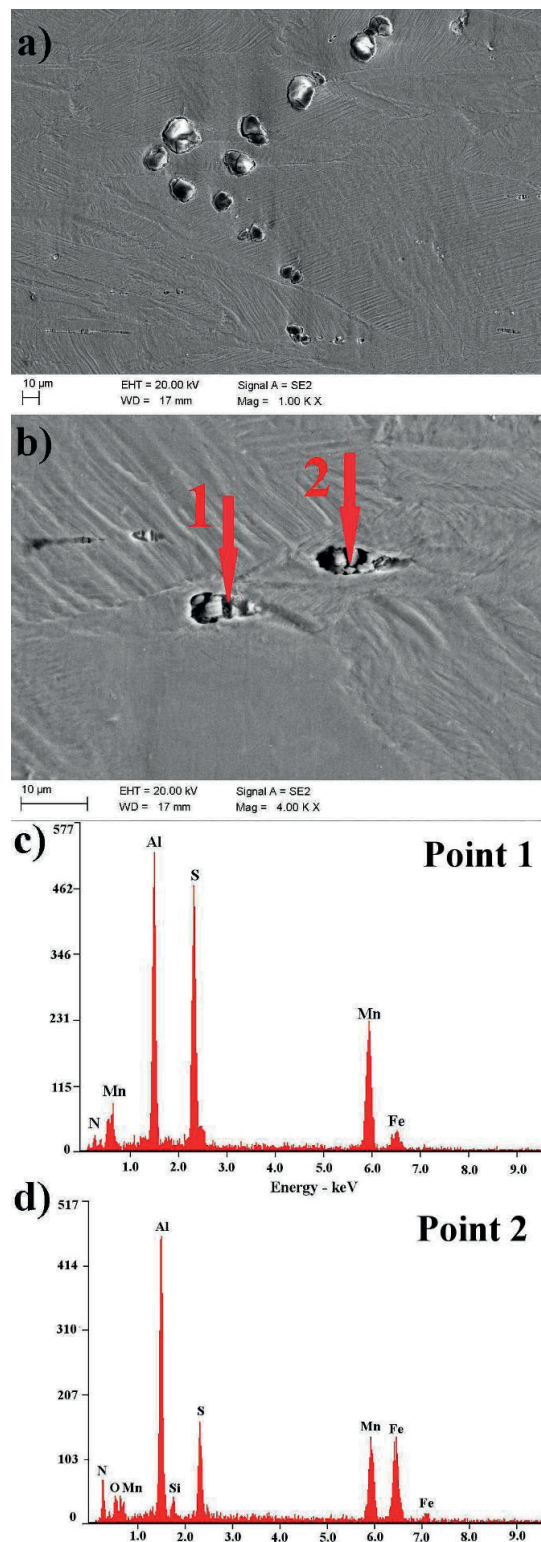 a)
10 µm EHT = 20.00 kV Signal A = SE2
WD = 17 mm Mag = 1.00 K X
b)
1
2
10 µm EHT = 20.00 kV Signal A = SE2
WD = 17 mm Mag = 4.00 K X
c)
Point 1
577
462
346
231
115
0
N
Mn
Al
S
Mn
Fe
1.0 2.0 3.0 4.0 5.0 6.0 7.0 8.0 9.0
Energy - keV
d)
Point 2
517
414
310
207
103
0
N
O Mn
Al
Si
S
Mn
Fe
Fe
1.0 2.0 3.0 4.0 5.0 6.0 7.0 8.0 9.0